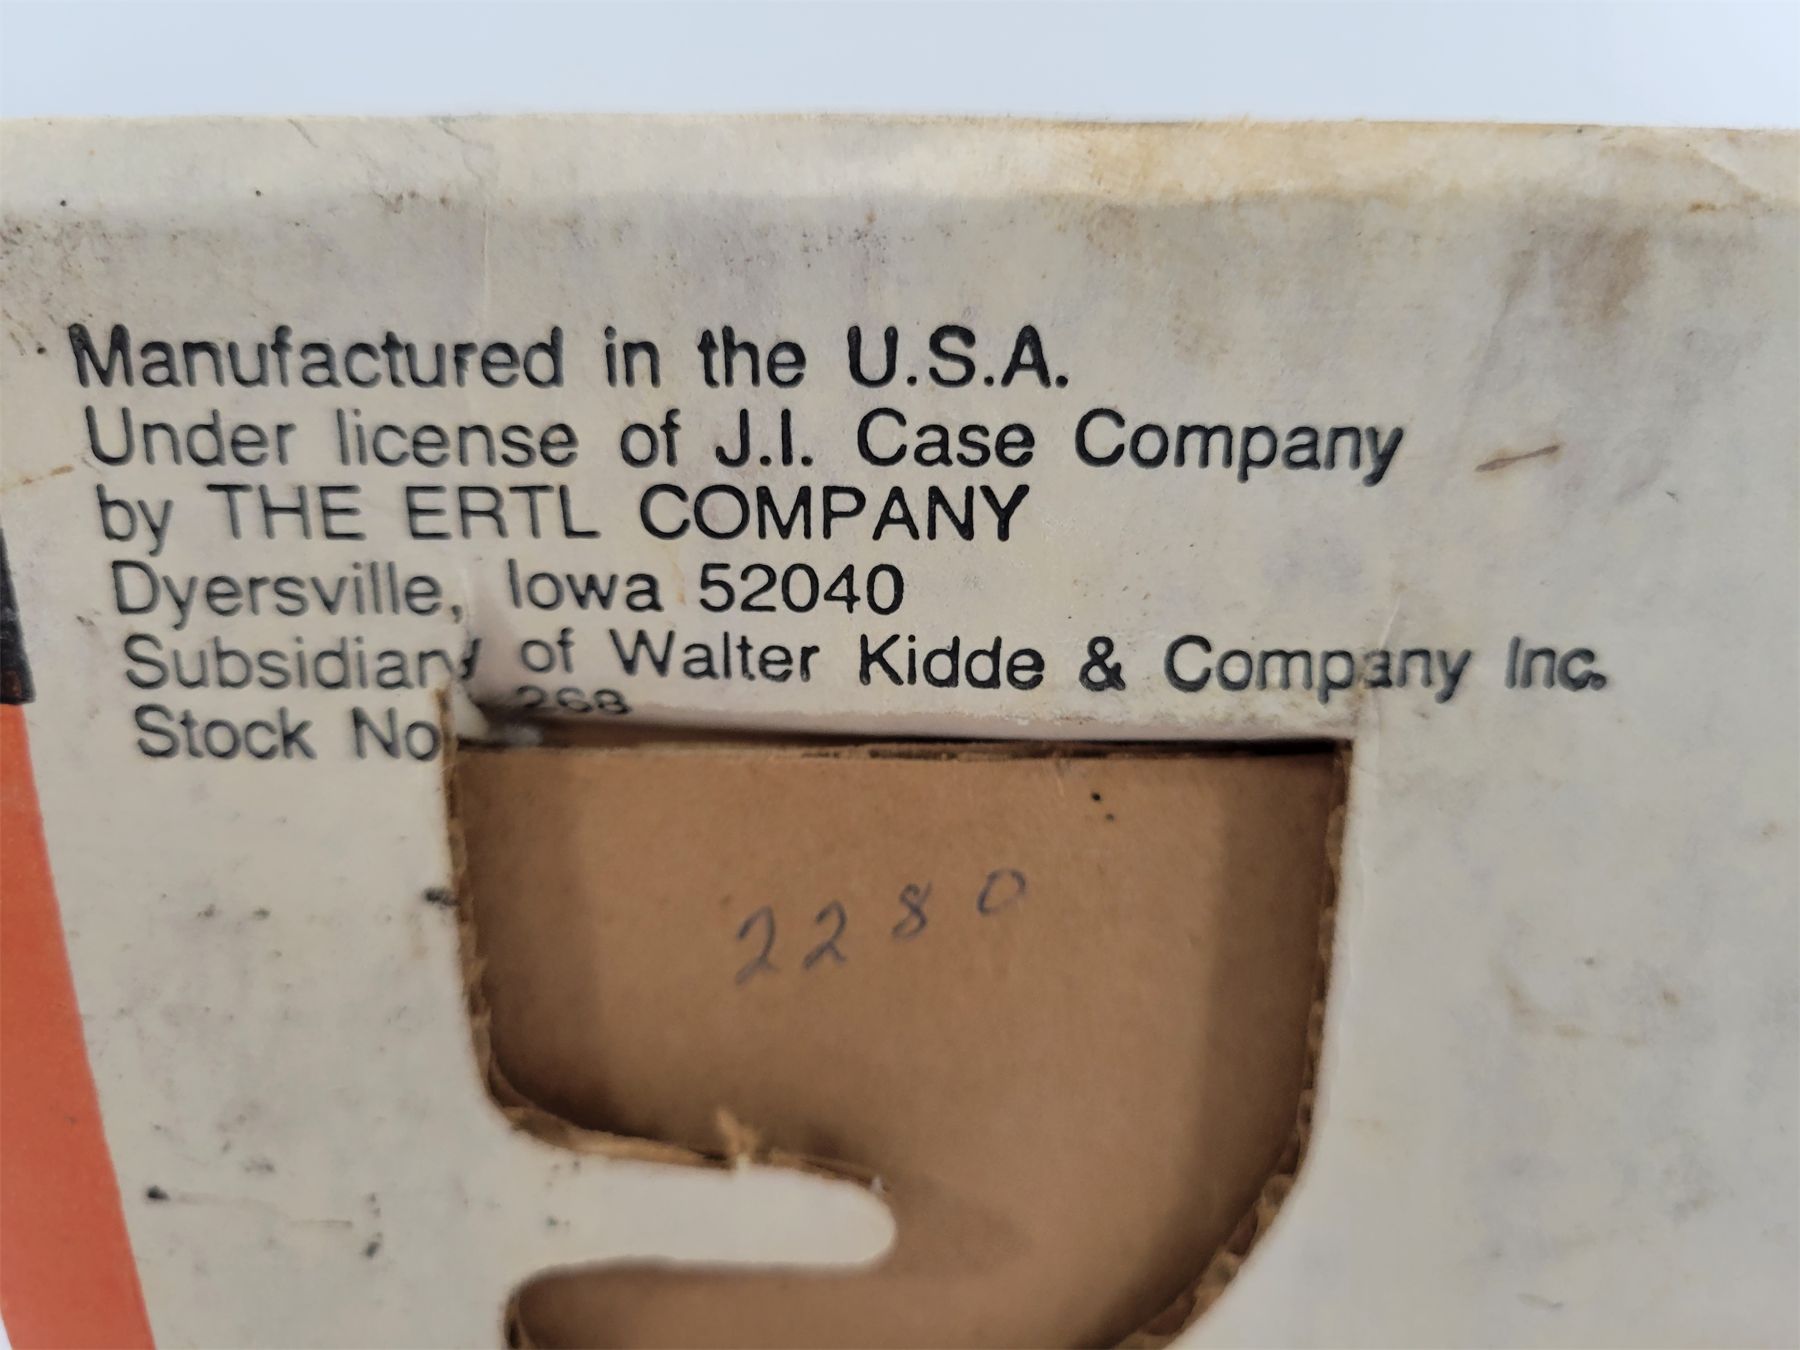 Manufactured in the U.S.A.
Under license of J.I. Case Company
by THE ERTL COMPANY
Dyersville, Iowa 52040
Subsidiary of Walter Kidde & Company Inc.
Stock No 268
2280